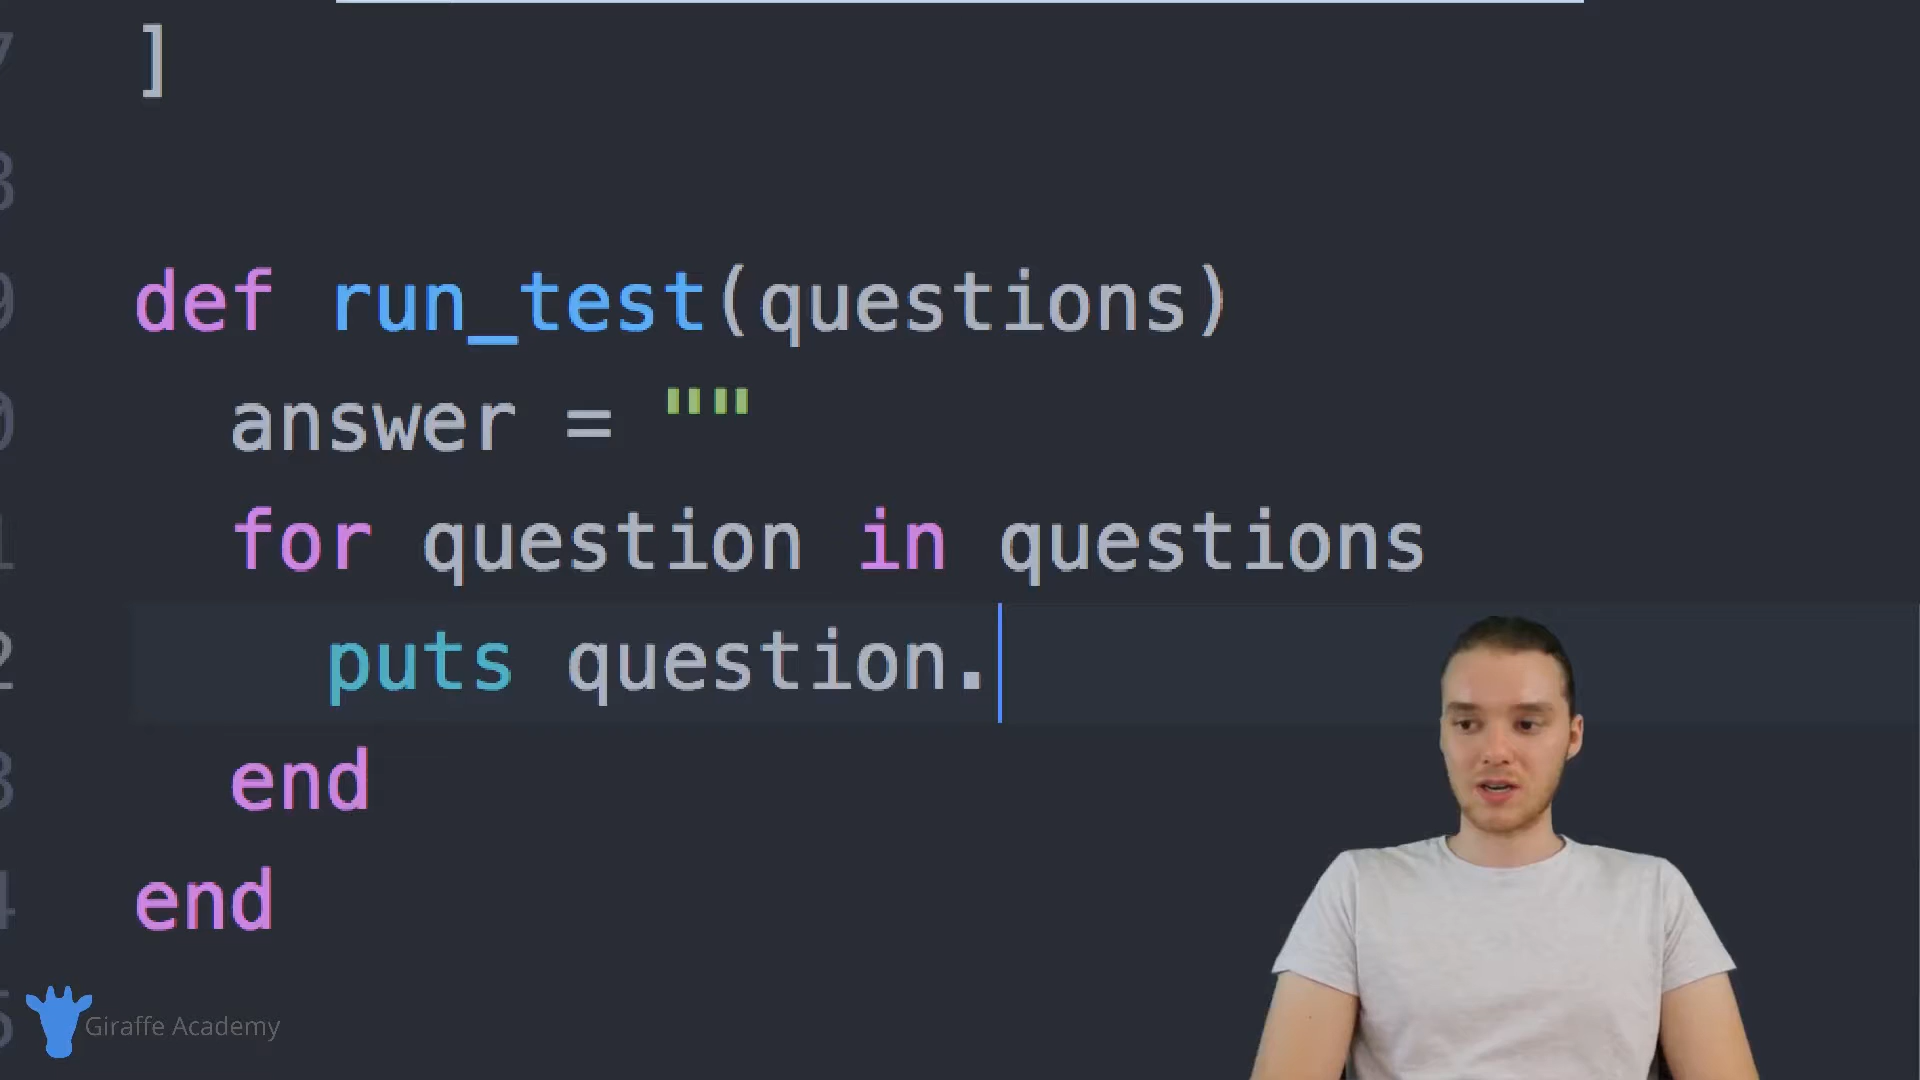 ]
def run_test(questions)
answer = ""
for question in questions
puts question.
end
end
Giraffe Academy